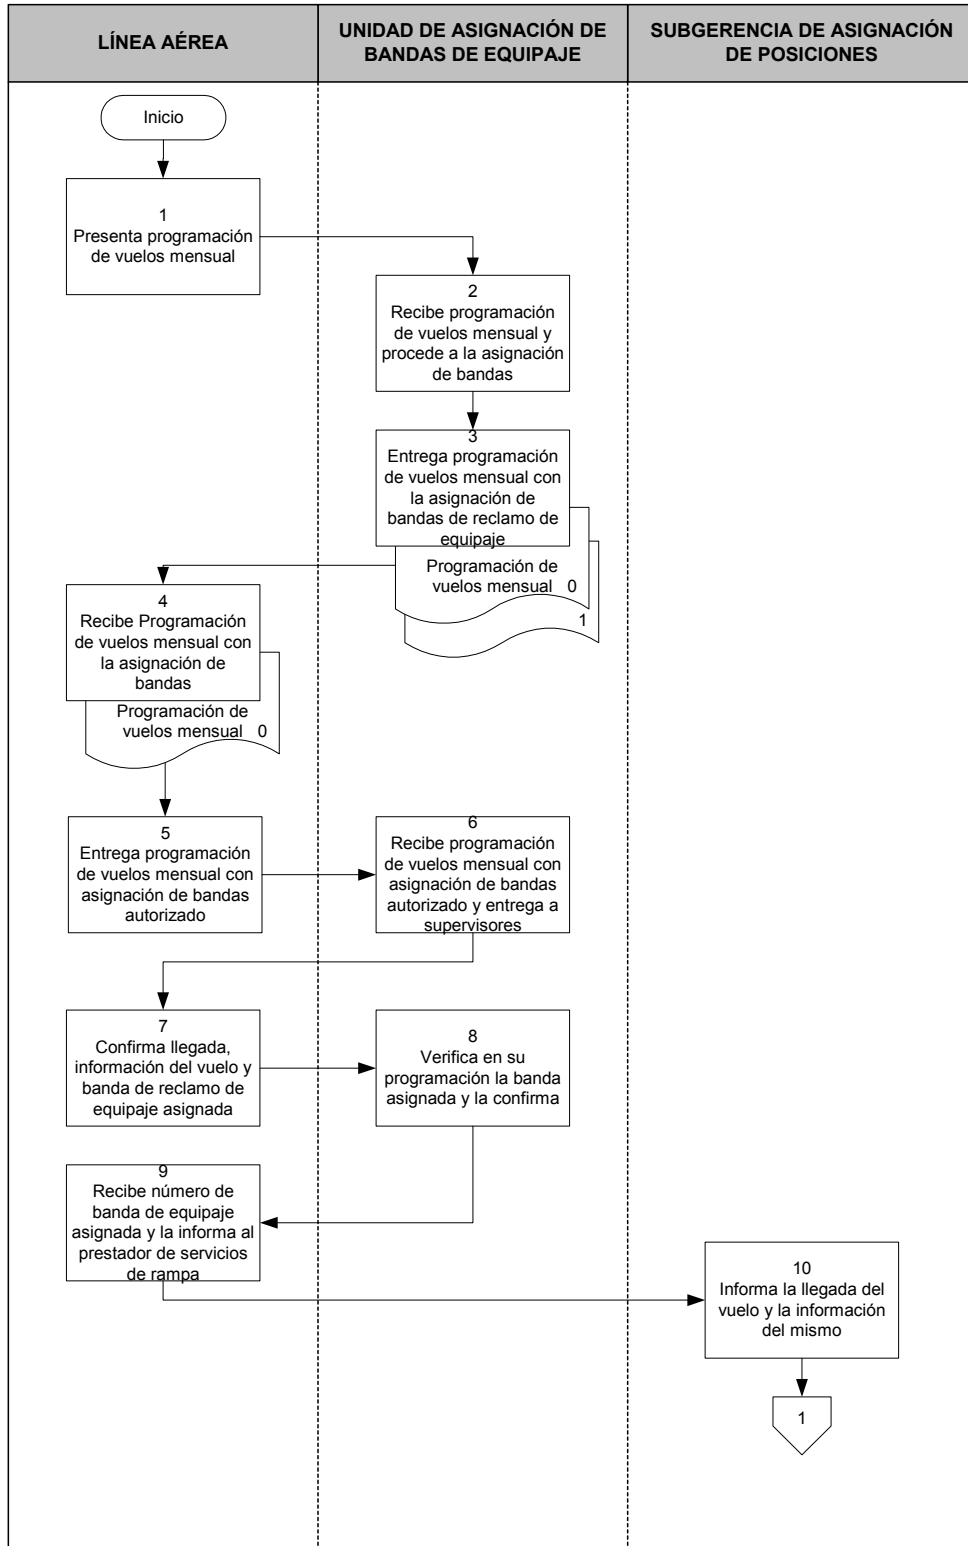 LÍNEA AÉREA
UNIDAD DE ASIGNACIÓN DE
BANDAS DE EQUIPAJE
SUBGERENCIA DE ASIGNACIÓN
DE POSICIONES
Inicio
1
Presenta programación
de vuelos mensual
2
Recibe programación
de vuelos mensual y
procede a la asignación
de bandas
3
Entrega programación
de vuelos mensual con
la asignación de
bandas de reclamo de
equipaje
Programación de
vuelos mensual 0
1
4
Recibe Programación
de vuelos mensual con
la asignación de
bandas
Programación de
vuelos mensual 0
5
Entrega programación
de vuelos mensual con
asignación de bandas
autorizado
6
Recibe programación
de vuelos mensual con
asignación de bandas
autorizado y entrega a
supervisores
7
Confirma llegada,
información del vuelo y
banda de reclamo de
equipaje asignada
8
Verifica en su
programación la banda
asignada y la confirma
9
Recibe número de
banda de equipaje
asignada y la informa al
prestador de servicios
de rampa
10
Informa la llegada del
vuelo y la información
del mismo
1